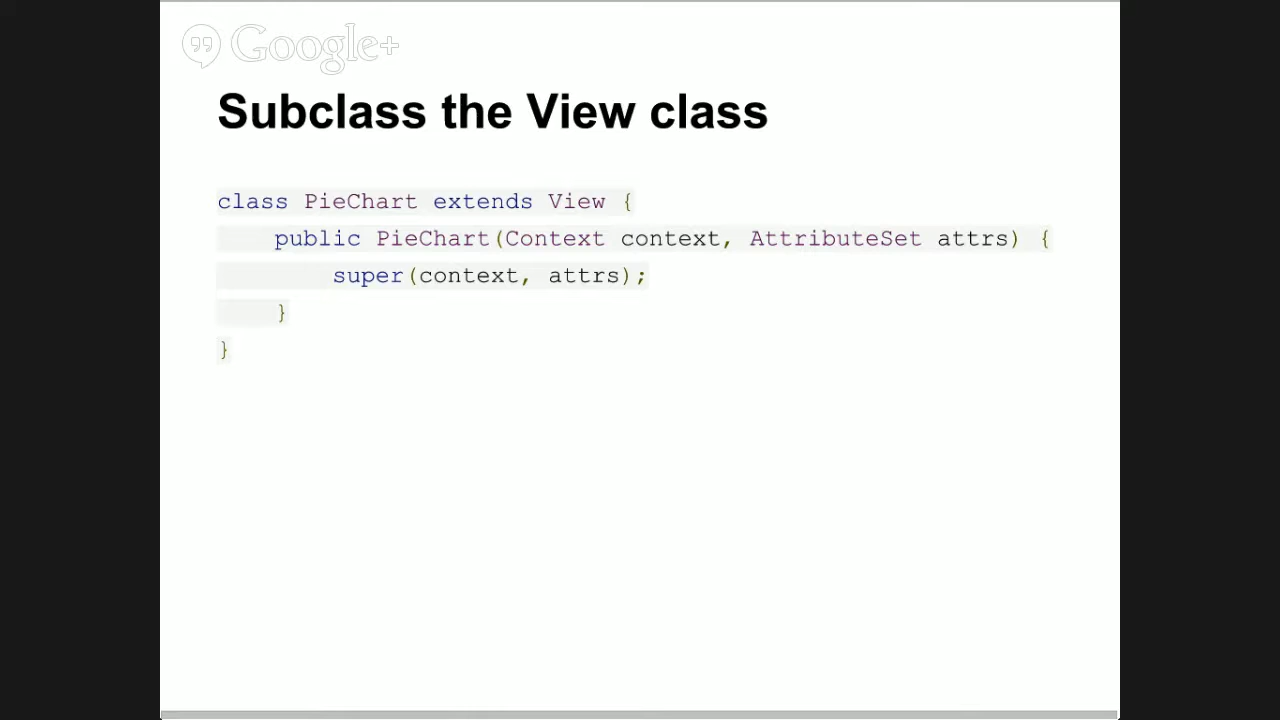 Google+
Subclass the View class
class PieChart extends View {
    public PieChart(Context context, AttributeSet attrs) {
        super(context, attrs);
    }
}